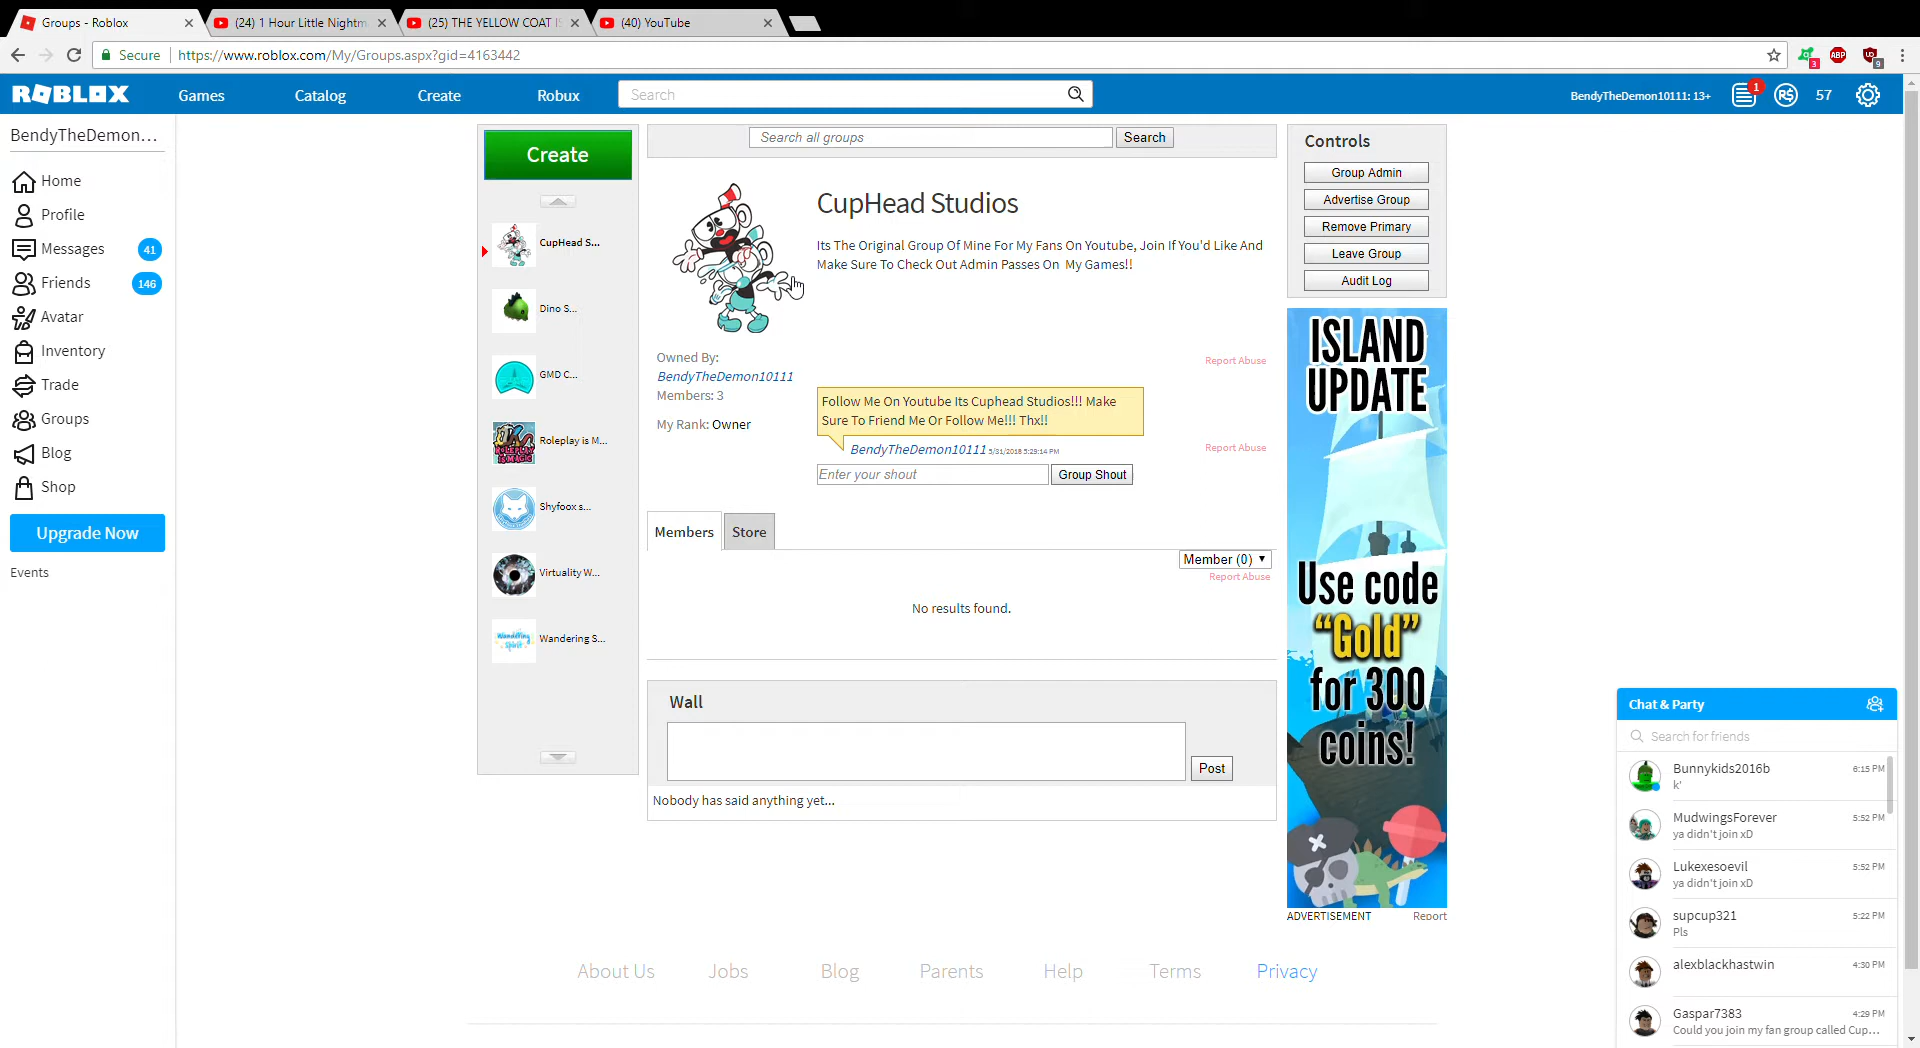 Groups - Roblox
(24) 1 Hour Little Nightm
(25) THE YELLOW COAT IS
(40) YouTube
Secure
https://www.roblox.com/My/Groups.aspx?gid=4163442
3
ABP
9
ROBLOX
Games
Catalog
Create
Robux
Search
BendyTheDemon10111: 13+
1
R$
57
BendyTheDemon...
Home
Profile
Messages
41
Friends
146
Avatar
Inventory
Trade
Groups
Blog
Shop
Upgrade Now
Events
Create
CupHead S...
Dino S...
GMD C...
Roleplay is M...
Shyfoox s...
Virtuality W...
Wandering S...
Search all groups
Search
CupHead Studios
Its The Original Group Of Mine For My Fans On Youtube, Join If You'd Like And
Make Sure To Check Out Admin Passes On My Games!!
Owned By:
BendyTheDemon10111
Members: 3
My Rank: Owner
Report Abuse
Follow Me On Youtube Its Cuphead Studios!!! Make
Sure To Friend Me Or Follow Me!!! Thx!!
BendyTheDemon10111 5/31/2018 5:29:14 PM
Report Abuse
Enter your shout
Group Shout
Members
Store
Member (0)
Report Abuse
No results found.
Wall
Post
Nobody has said anything yet...
Controls
Group Admin
Advertise Group
Remove Primary
Leave Group
Audit Log
ISLAND
UPDATE
Use code
“Gold”
for 300
coins!
ADVERTISEMENT
Report
Chat & Party
Search for friends
Bunnykids2016b
6:15 PM
k'
MudwingsForever
5:52 PM
ya didn't join xD
Lukexesoevil
5:52 PM
ya didn't join xD
supcup321
5:22 PM
Pls
alexblackhastwin
4:30 PM
Gaspar7383
4:29 PM
Could you join my fan group called Cup...
About Us
Jobs
Blog
Parents
Help
Terms
Privacy